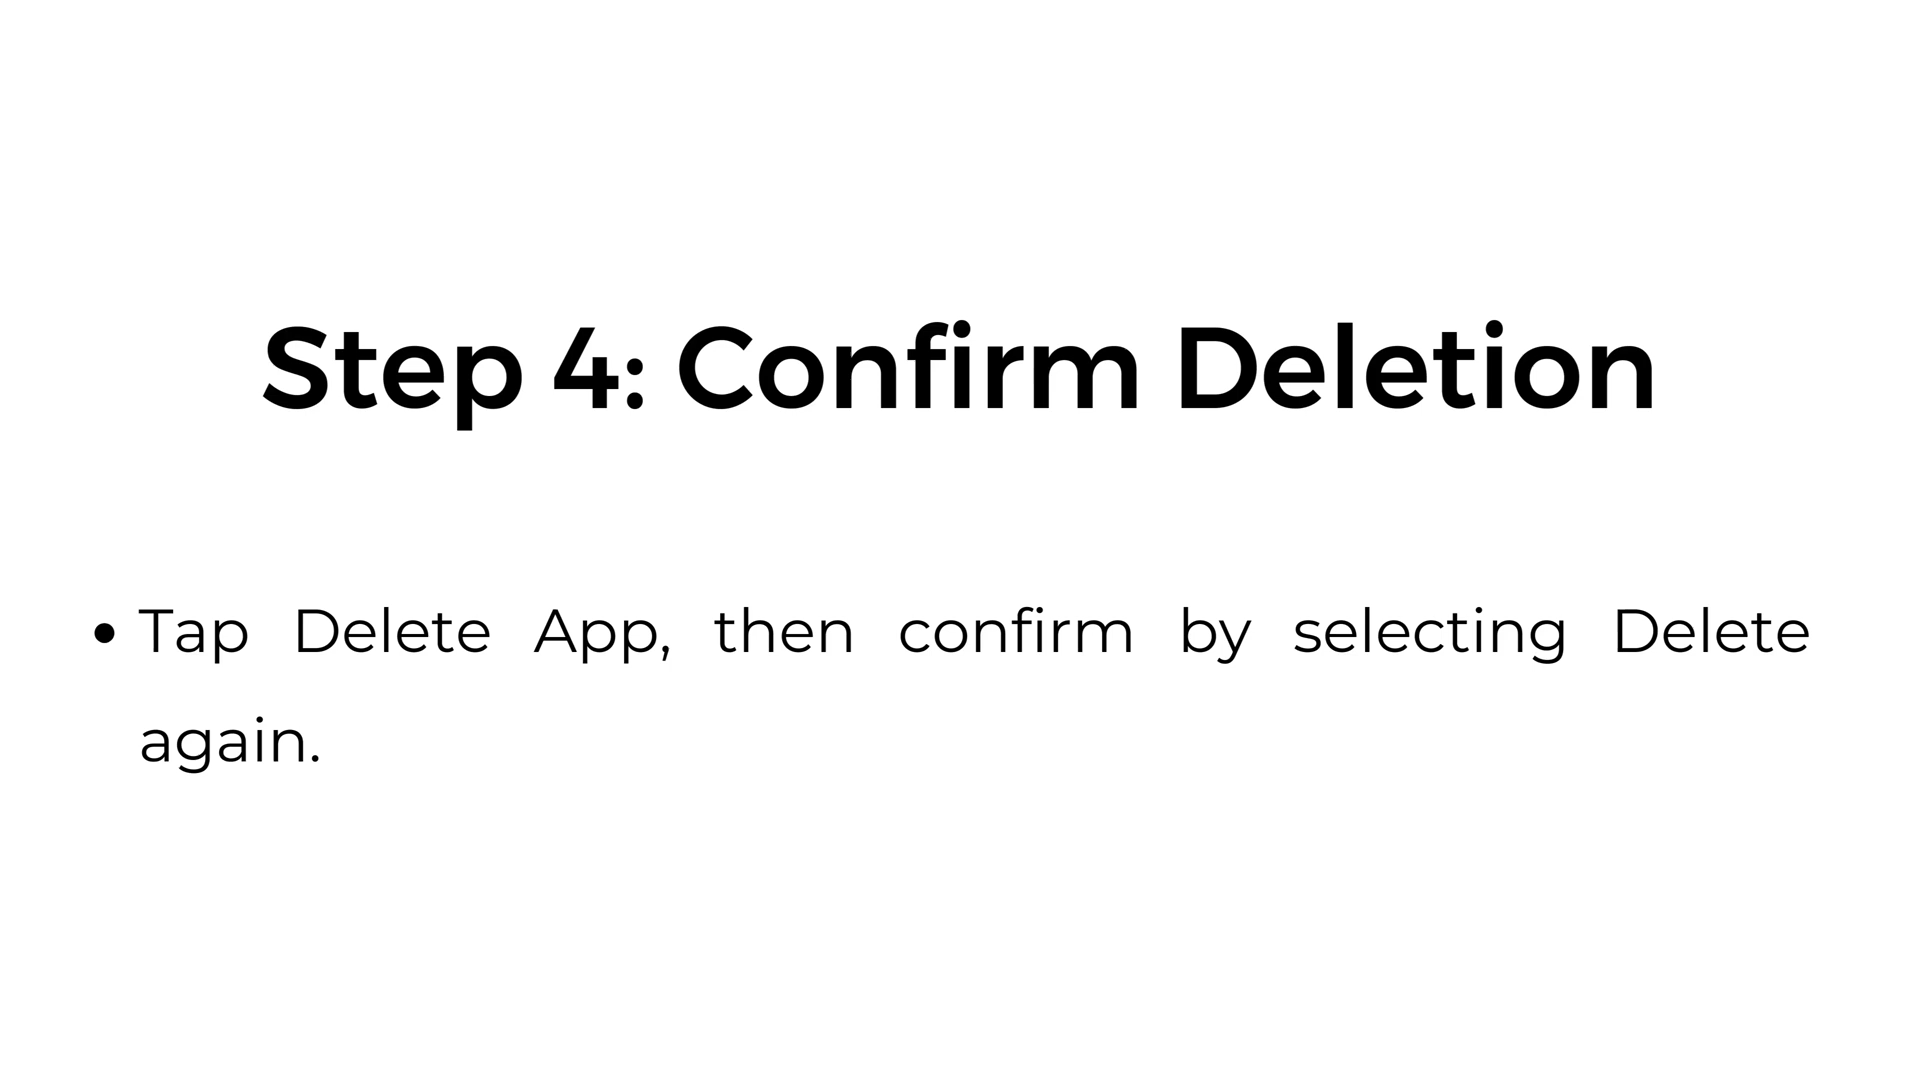 Step 4: Confirm Deletion
• Tap Delete App, then confirm by selecting Delete
again.